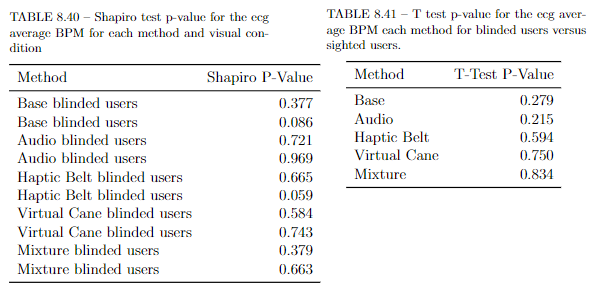 TABLE 8.40 – Shapiro test p-value for the ecg
average BPM for each method and visual con-
dition
Method Shapiro P-Value
Base blinded users 0.377
Base blinded users 0.086
Audio blinded users 0.721
Audio blinded users 0.969
Haptic Belt blinded users 0.665
Haptic Belt blinded users 0.059
Virtual Cane blinded users 0.584
Virtual Cane blinded users 0.743
Mixture blinded users 0.379
Mixture blinded users 0.663
TABLE 8.41 – T test p-value for the ecg aver-
age BPM each method for blinded users versus
sighted users.
Method T-Test P-Value
Base 0.279
Audio 0.215
Haptic Belt 0.594
Virtual Cane 0.750
Mixture 0.834